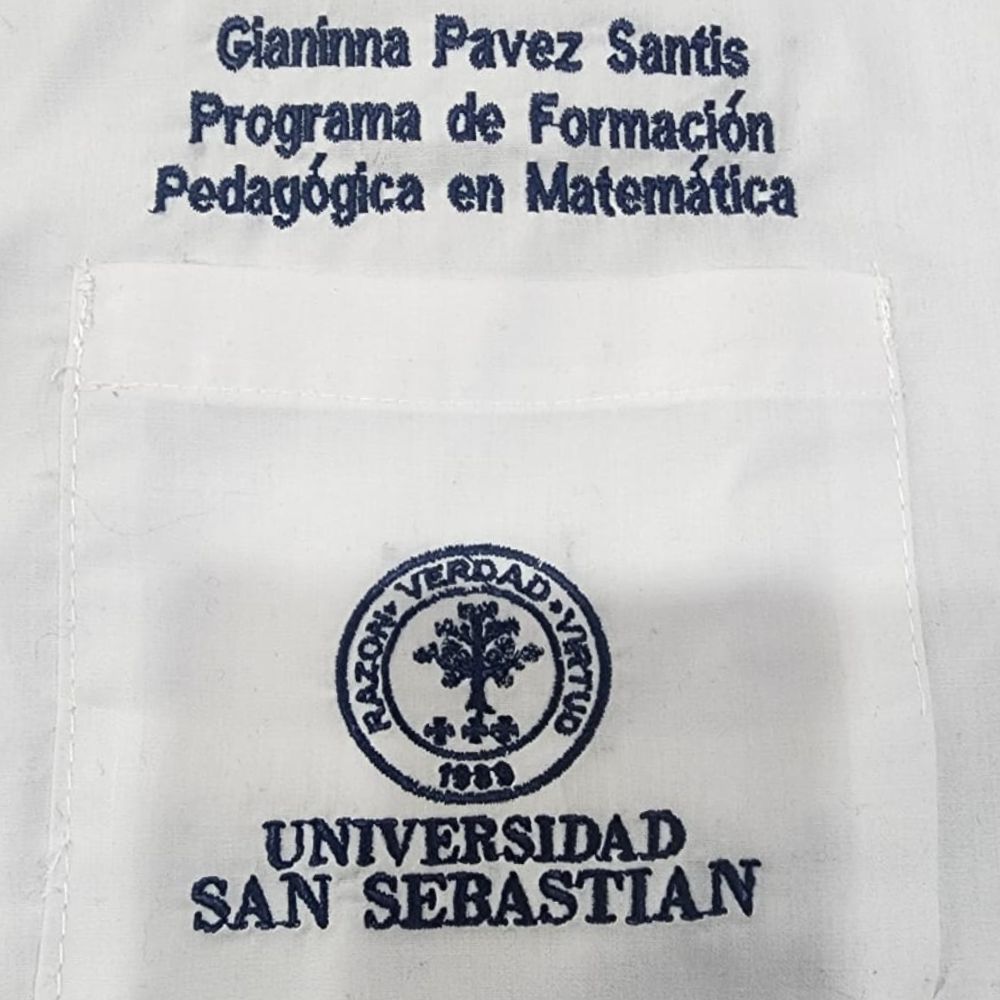 Gianinna Pavez Santis
Programa de Formación
Pedagógica en Matemática
RAZON · VERDAD · VIRTUD
1989
UNIVERSIDAD
SAN SEBASTIAN